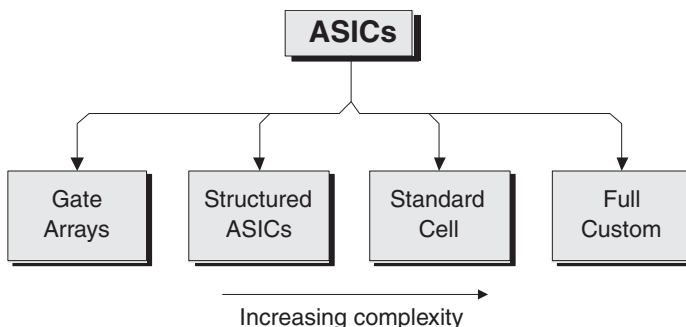 ASICs
Gate
Arrays
Structured
ASICs
Standard
Cell
Full
Custom
Increasing complexity